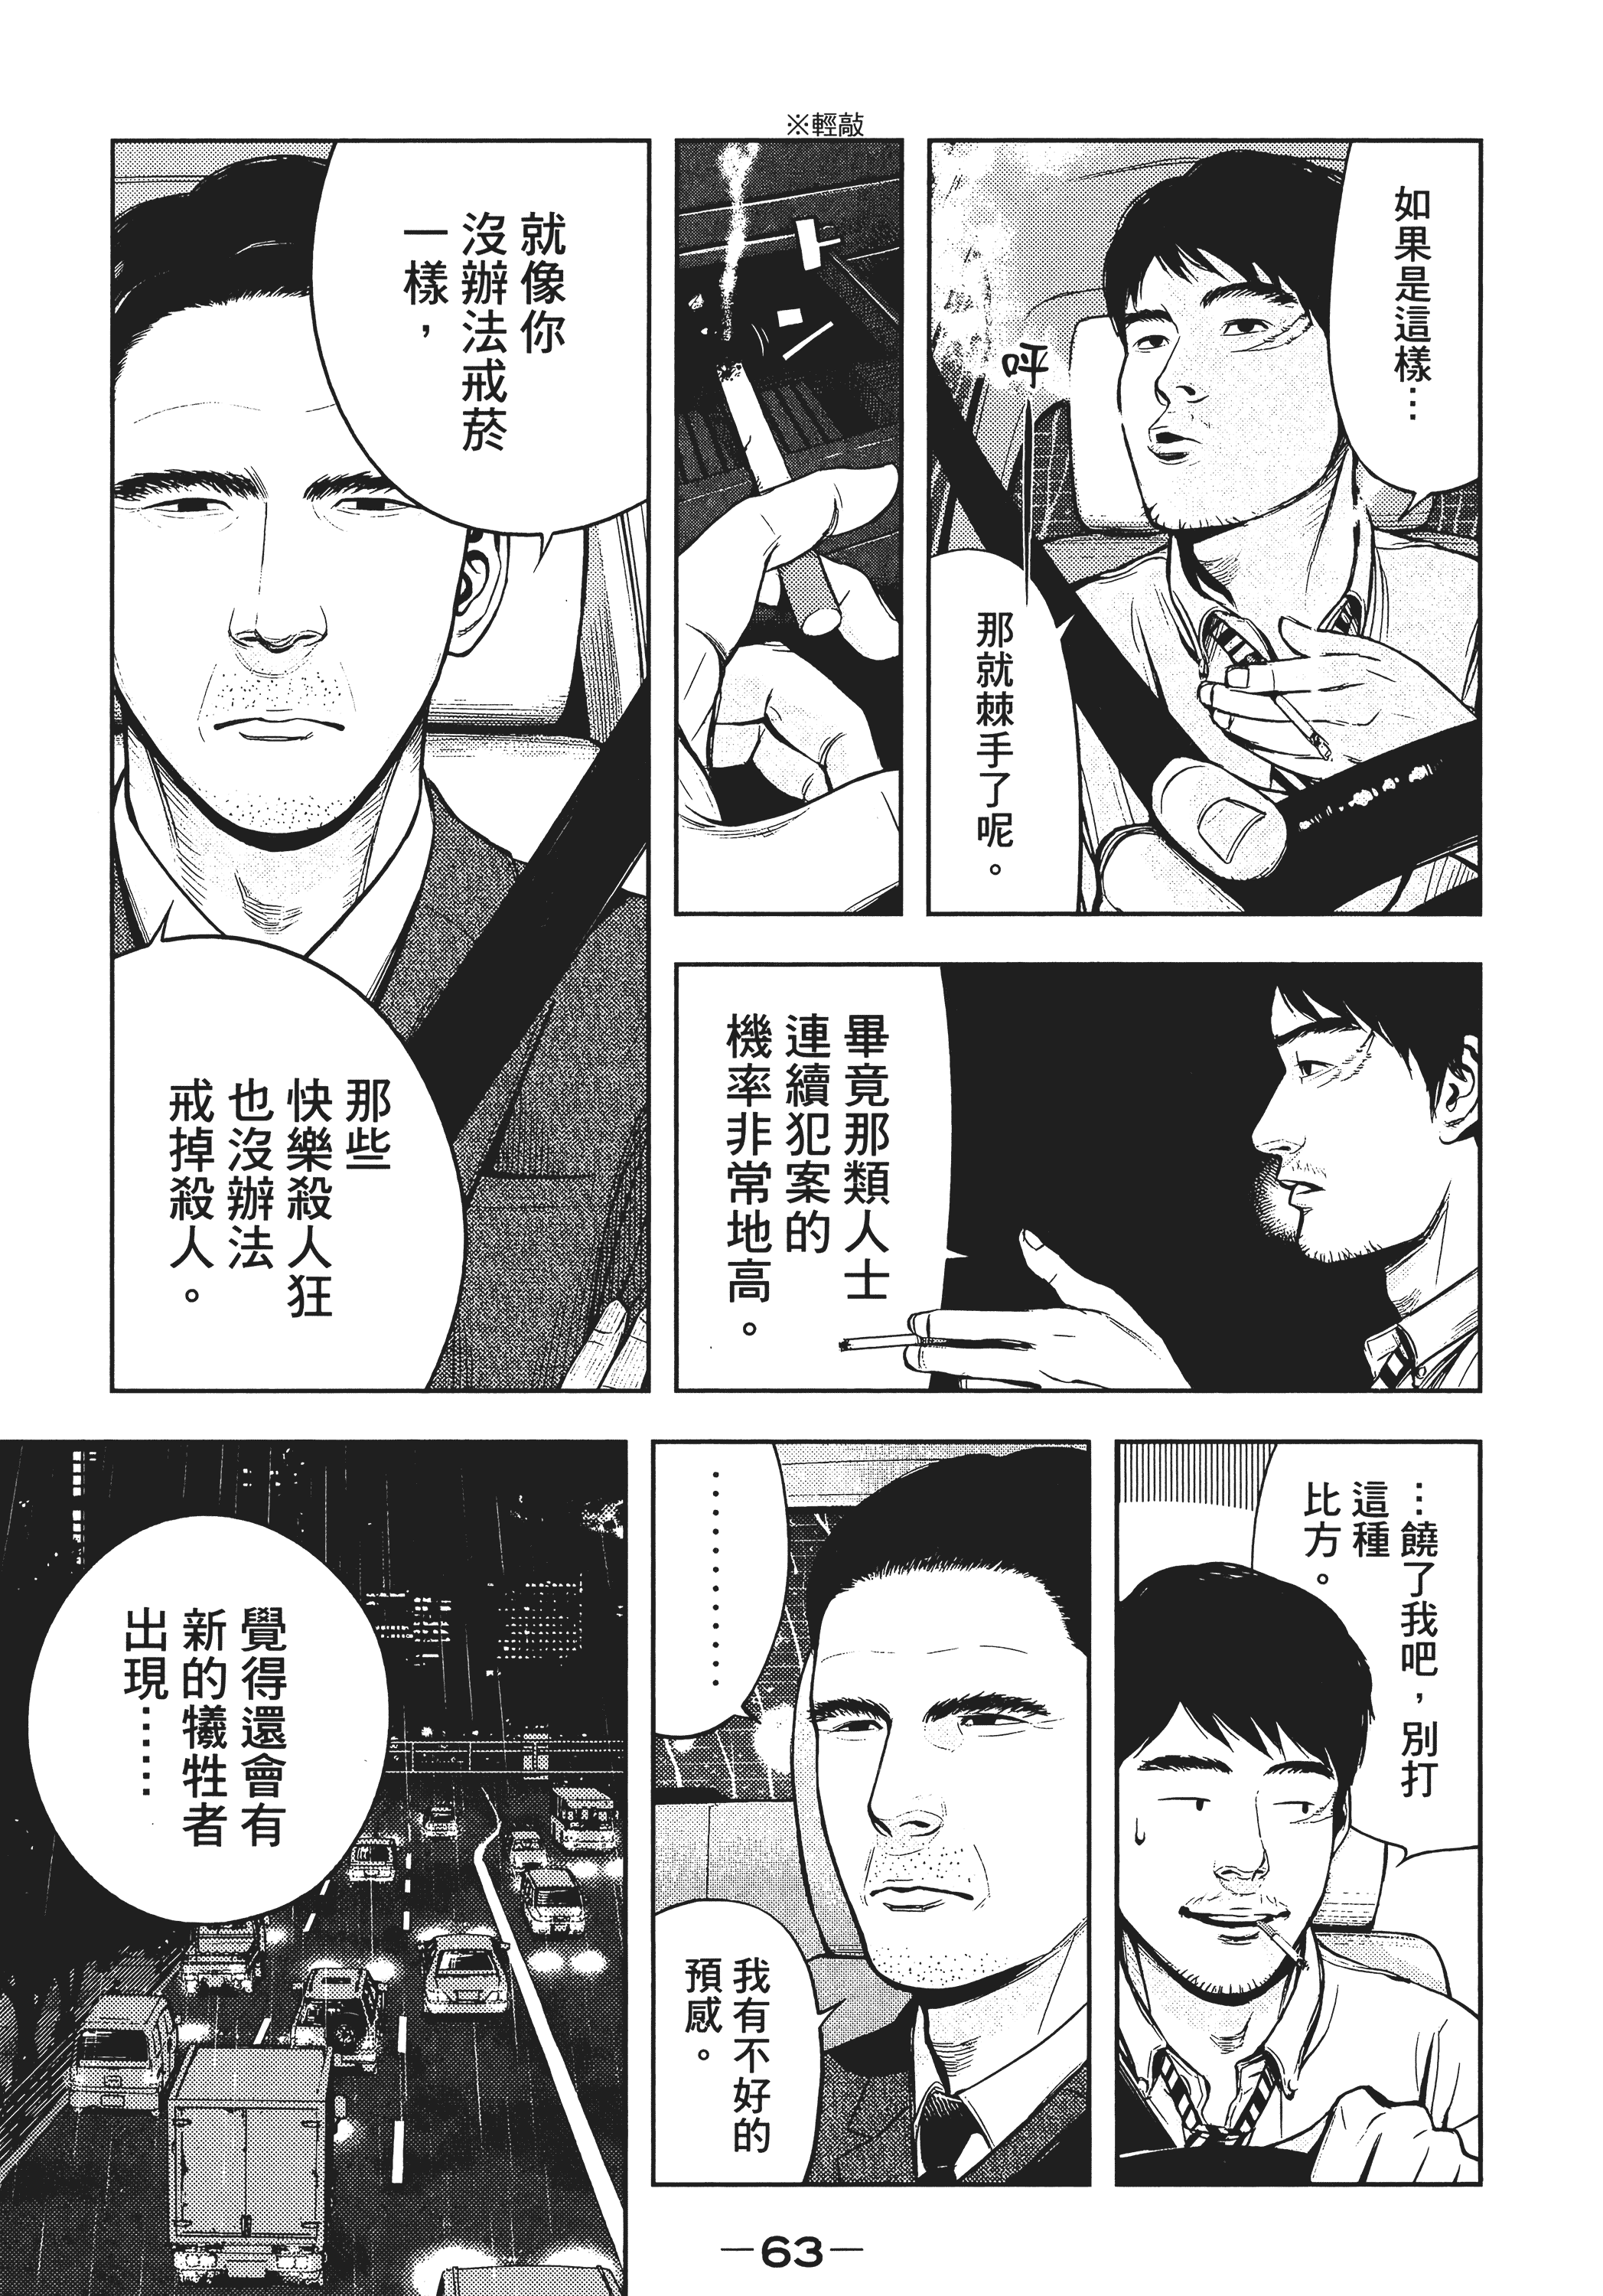 如果是這樣…
呼
那就棘手了呢。
※輕敲
畢竟那類人士
連續犯案的
機率非常地高。
就像你
沒辦法戒菸
一樣，
那些
快樂殺人狂
也沒辦法
戒掉殺人。
…饒了我吧，別打
這種
比方。
…………
我有不好的
預感。
覺得還會有
新的犧牲者
出現……
—63—